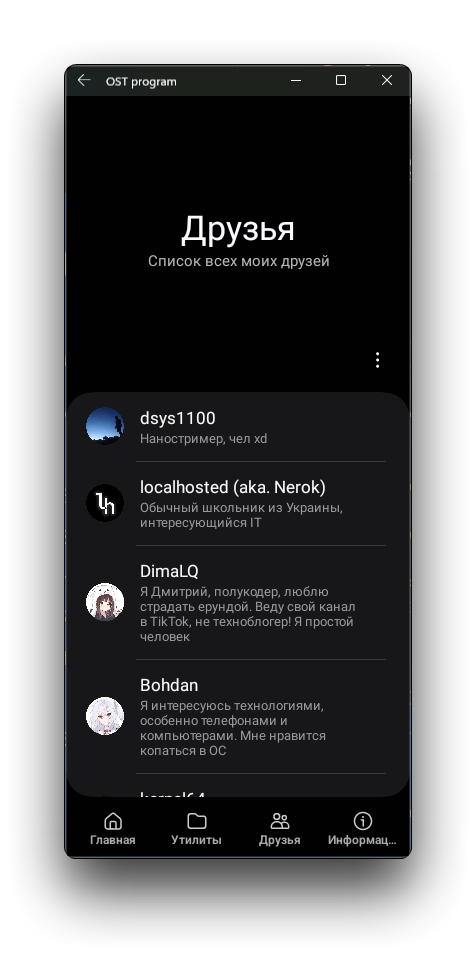 OST program
Друзья
Список всех моих друзей
dsys1100
Наностример, чел xd
localhosted (aka. Nerok)
Обычный школьник из Украины,
интересующийся IT
DimaLQ
Я Дмитрий, полукодер, люблю
страдать ерундой. Веду свой канал
в TikTok, не техноблогер! Я простой
человек
Bohdan
Я интересуюсь технологиями,
особенно телефонами и
компьютерами. Мне нравится
копаться в ОС
kernel64
Главная Утилиты Друзья Информац...